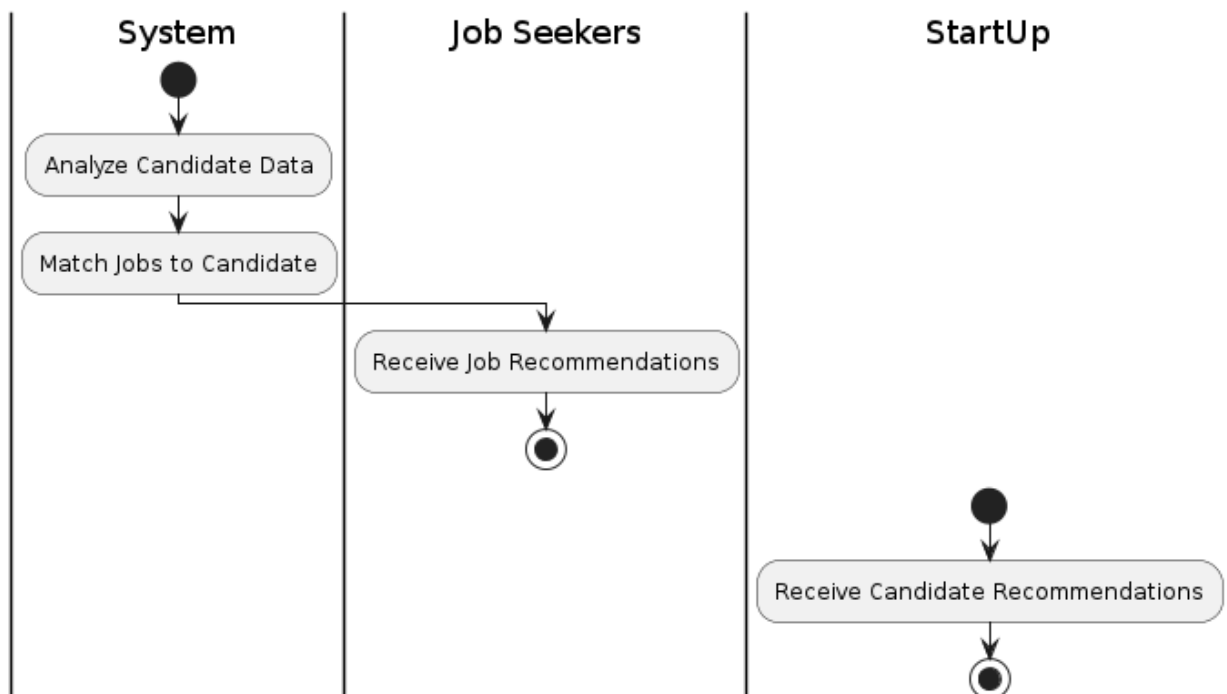 System
Job Seekers
StartUp
Analyze Candidate Data
Match Jobs to Candidate
Receive Job Recommendations
Receive Candidate Recommendations